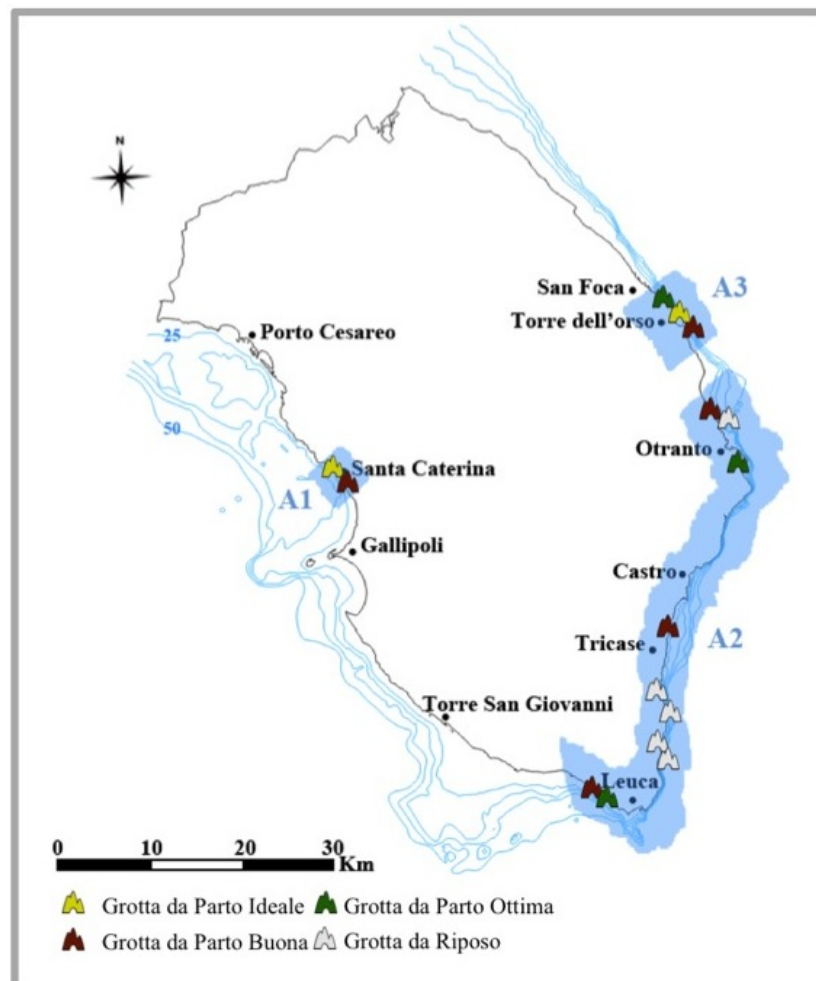 N
San Foca
A3
Torre dell'orso
25
Porto Cesareo
50
Otranto
Santa Caterina
A1
Gallipoli
Castro
A2
Tricase
Torre San Giovanni
Leuca
0 10 20 30
Km
Grotta da Parto Ideale Grotta da Parto Ottima
Grotta da Parto Buona Grotta da Riposo